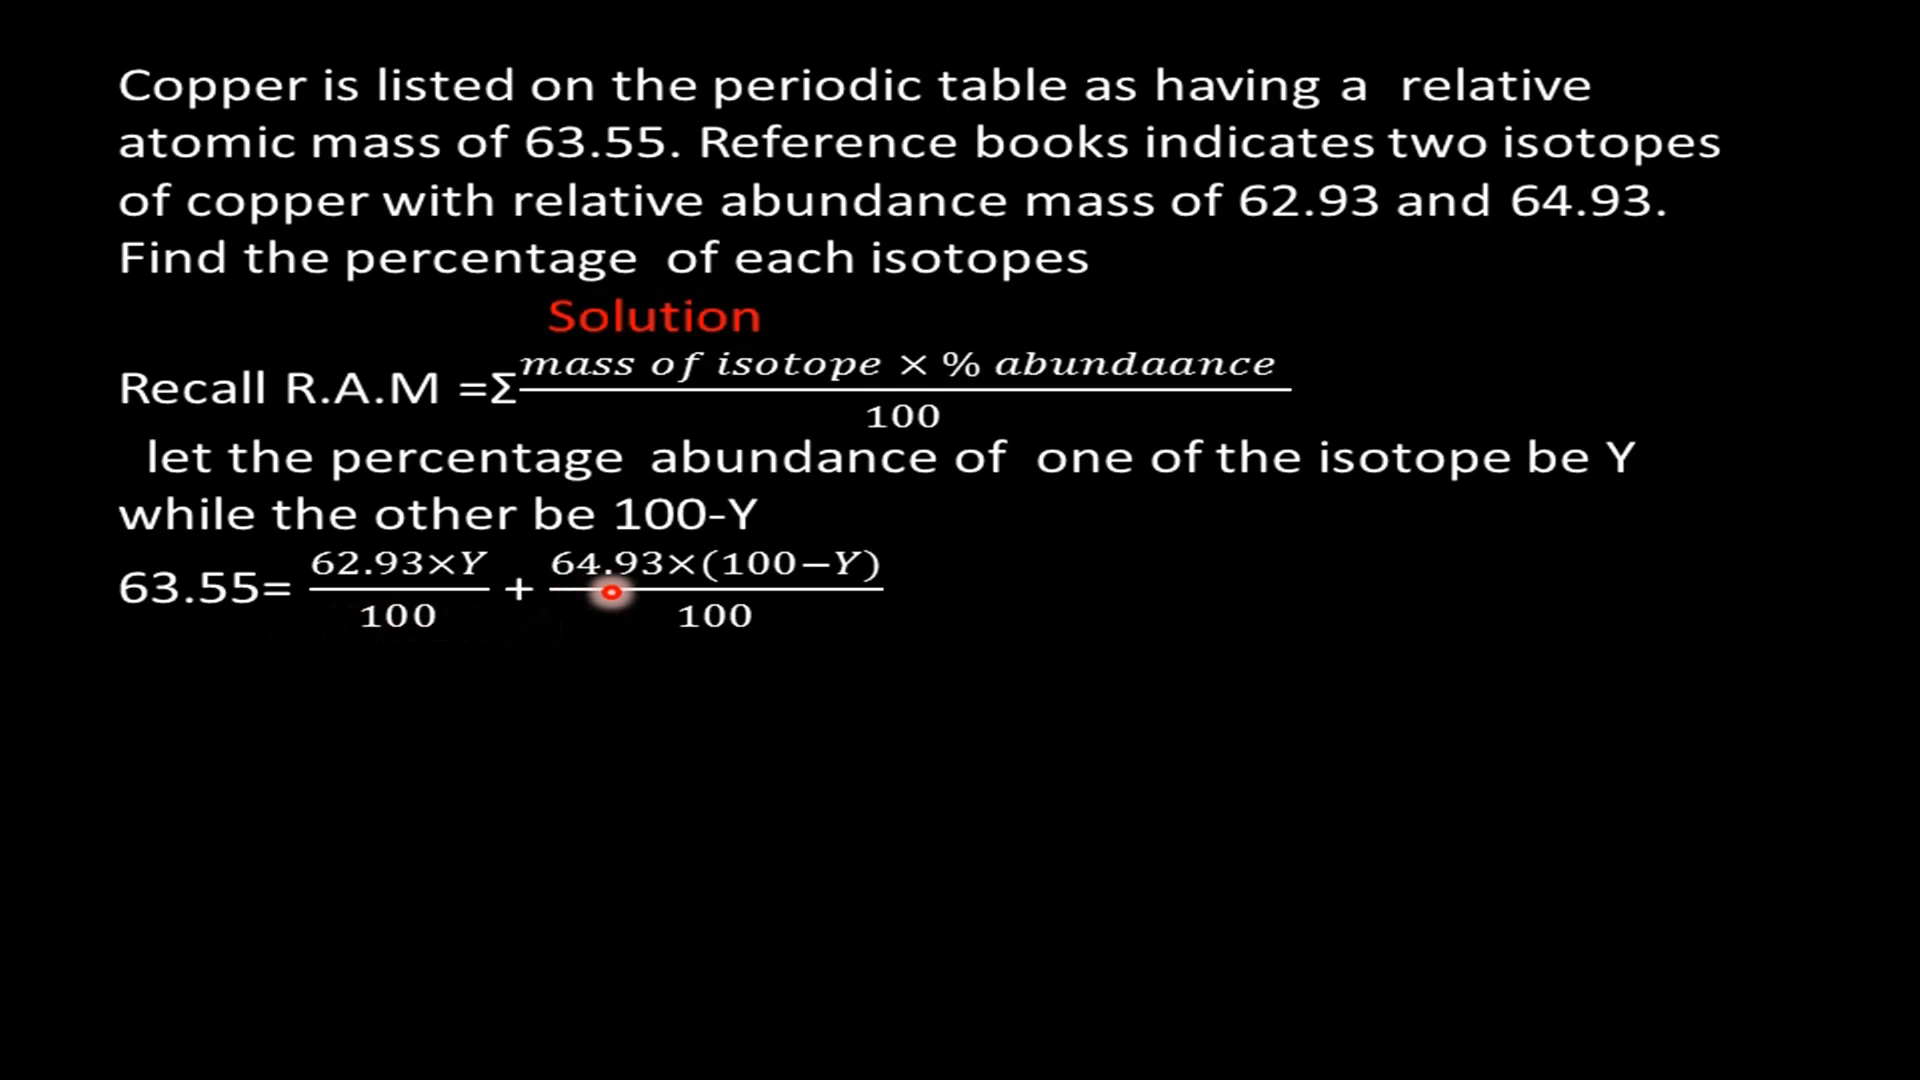 Copper is listed on the periodic table as having a relative
atomic mass of 63.55. Reference books indicates two isotopes
of copper with relative abundance mass of 62.93 and 64.93.
Find the percentage of each isotopes
Solution
Recall R.A.M =Σ(mass of isotope × % abundaance)/100
let the percentage abundance of one of the isotope be Y
while the other be 100-Y
63.55= (62.93×Y)/100 + (64.93×(100−Y))/100